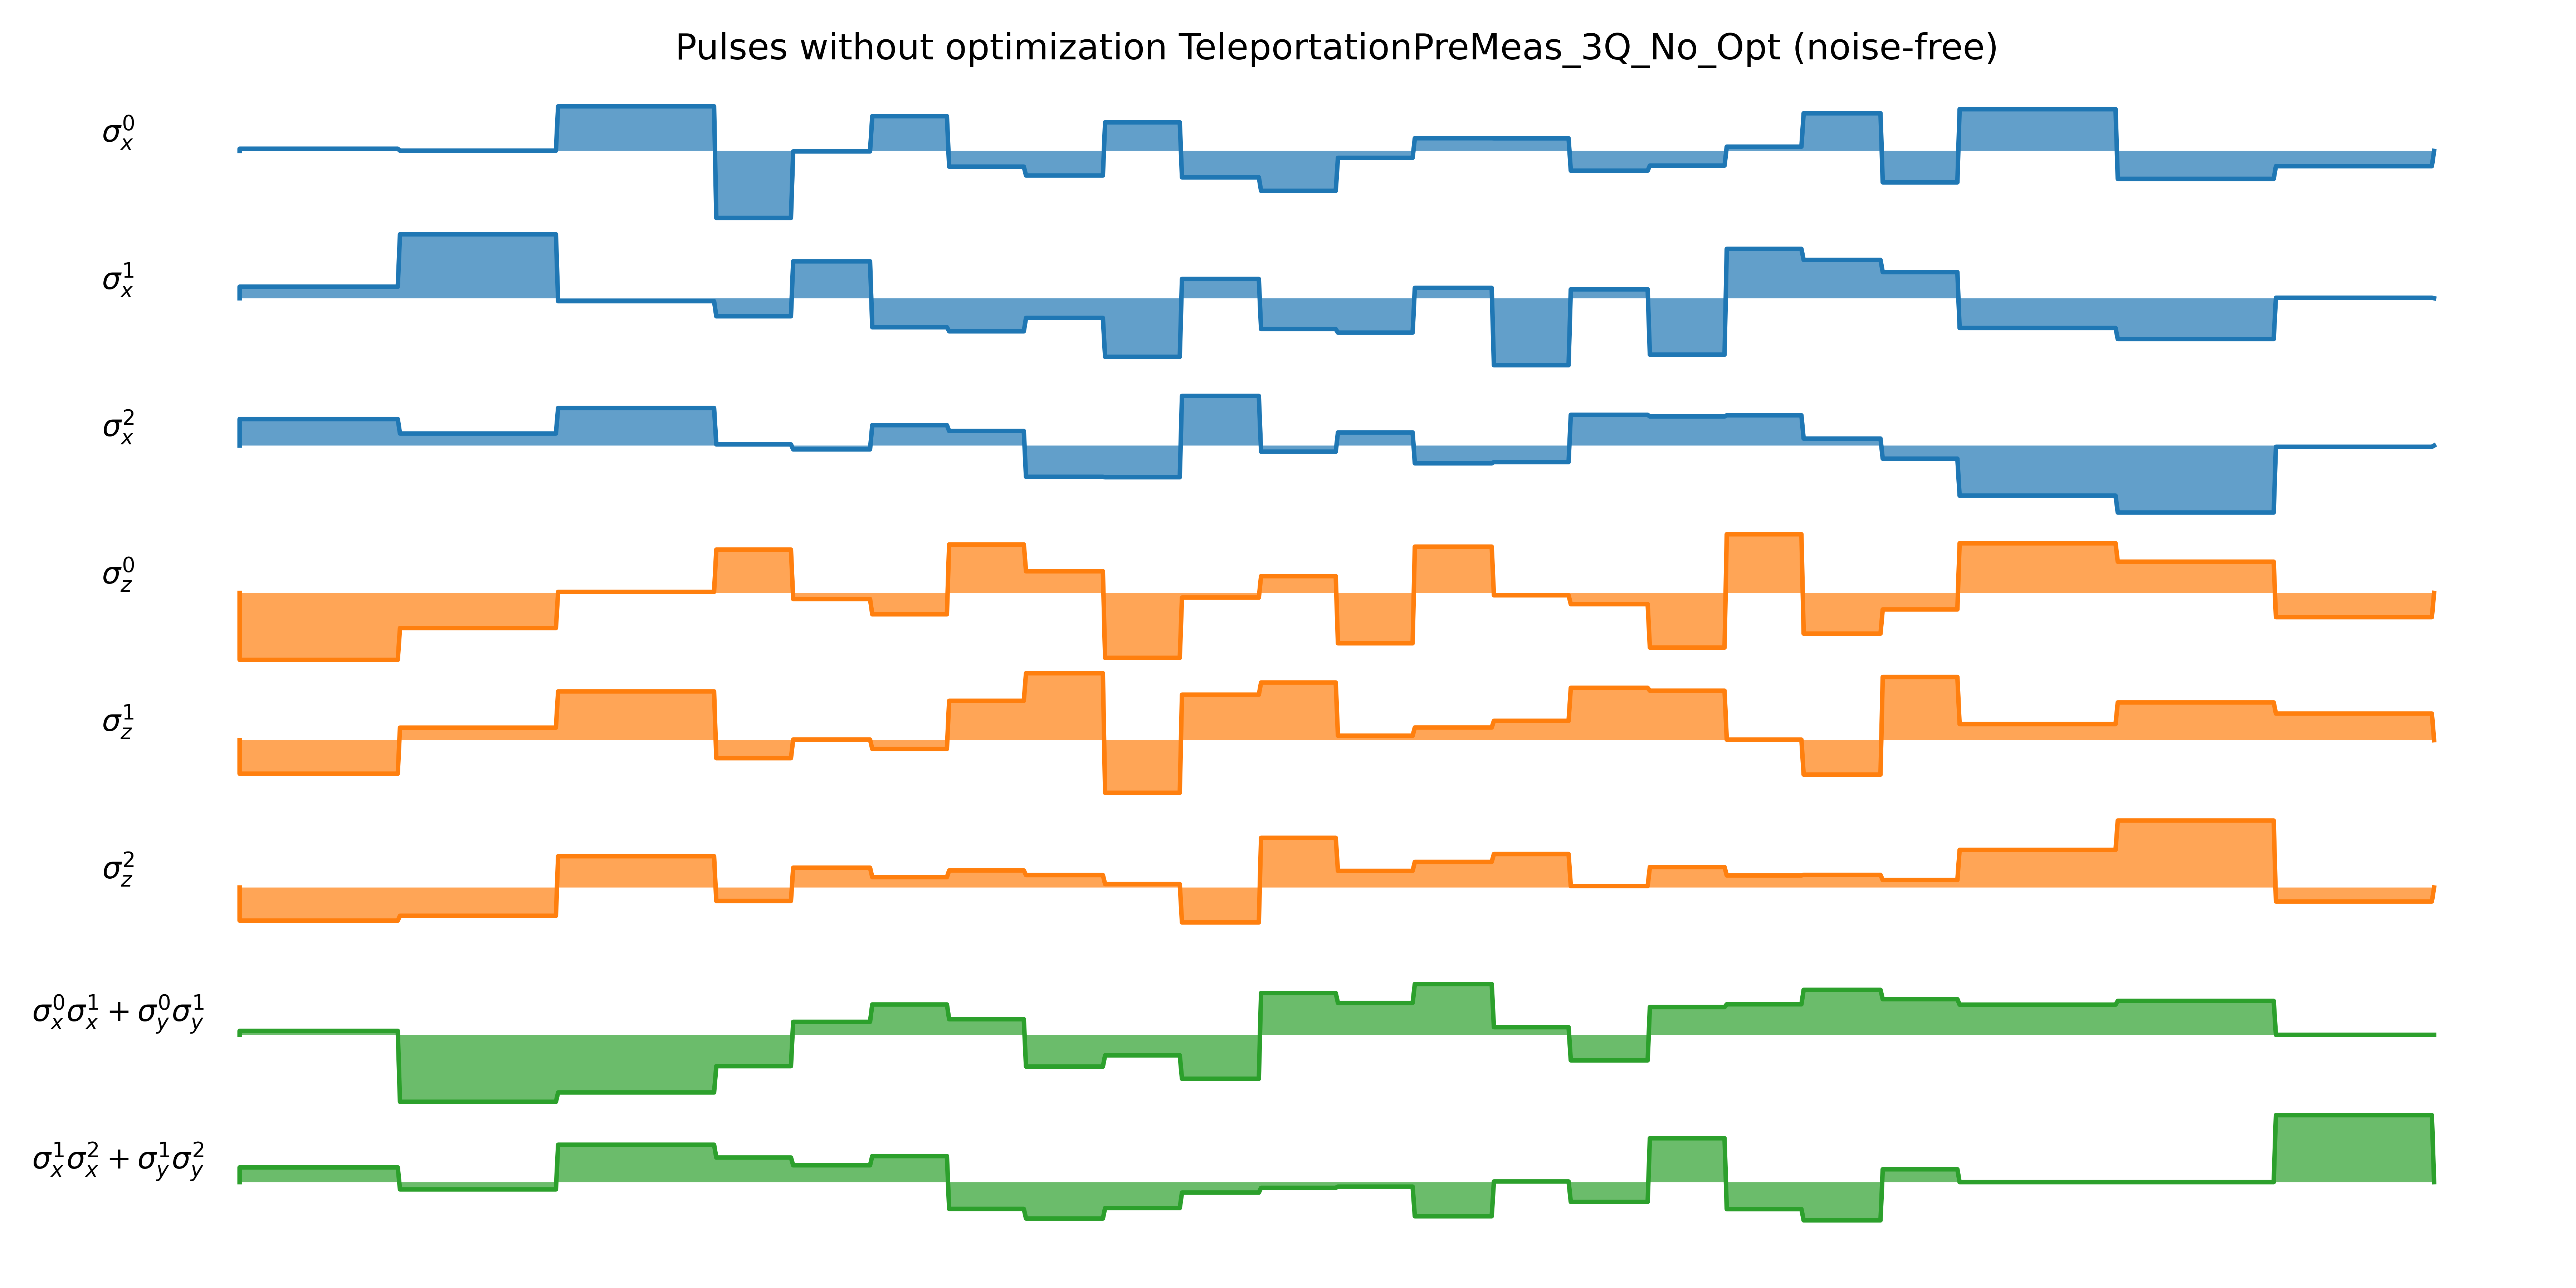 Pulses without optimization TeleportationPreMeas_3Q_No_Opt (noise-free)
σ_x^0
σ_x^1
σ_x^2
σ_z^0
σ_z^1
σ_z^2
σ_x^0σ_x^1 + σ_y^0σ_y^1
σ_x^1σ_x^2 + σ_y^1σ_y^2